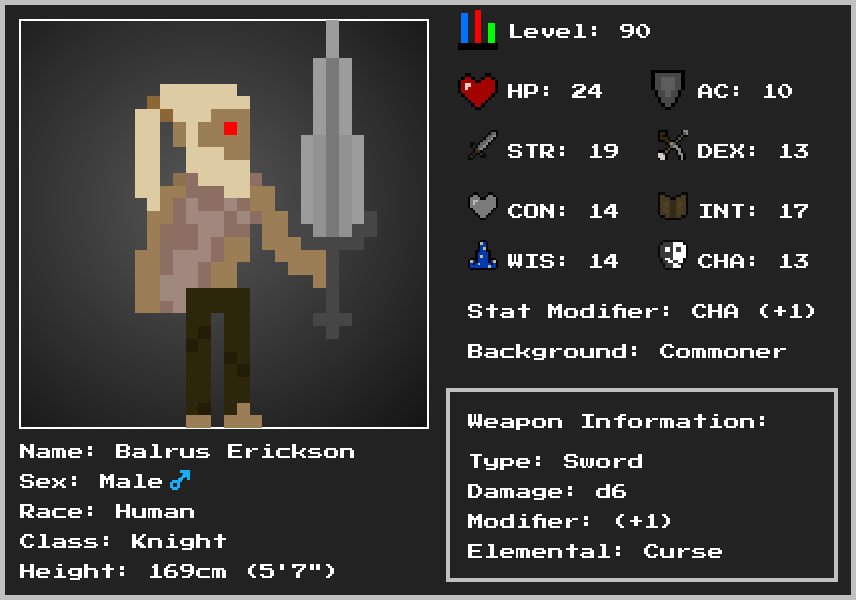 Level: 90
HP: 24 AC: 10
STR: 19 DEX: 13
CON: 14 INT: 17
WIS: 14 CHA: 13
Stat Modifier: CHA (+1)
Background: Commoner
Weapon Information:
Type: Sword
Damage: d6
Modifier: (+1)
Elemental: Curse
Name: Balrus Erickson
Sex: Male♂
Race: Human
Class: Knight
Height: 169cm (5'7")